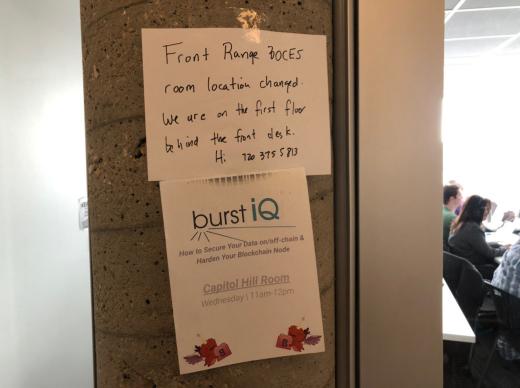 Front Range BOCES
room location changed.
We are on the first floor
behind the front desk.
Hi 720 375 5813
burst iQ
How to Secure Your Data on/off-chain &
Harden Your Blockchain Node
Capitol Hill Room
Wednesday | 11am-12pm